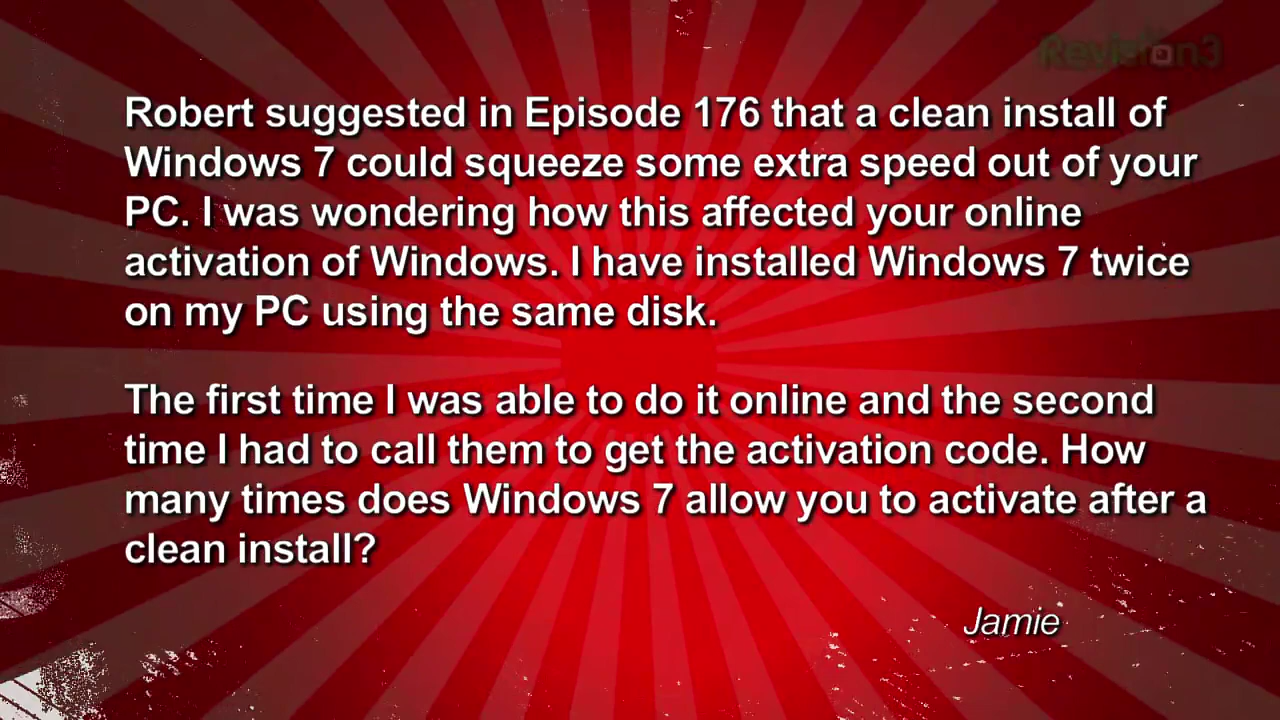 Revision3
Robert suggested in Episode 176 that a clean install of
Windows 7 could squeeze some extra speed out of your
PC. I was wondering how this affected your online
activation of Windows. I have installed Windows 7 twice
on my PC using the same disk.
The first time I was able to do it online and the second
time I had to call them to get the activation code. How
many times does Windows 7 allow you to activate after a
clean install?
Jamie